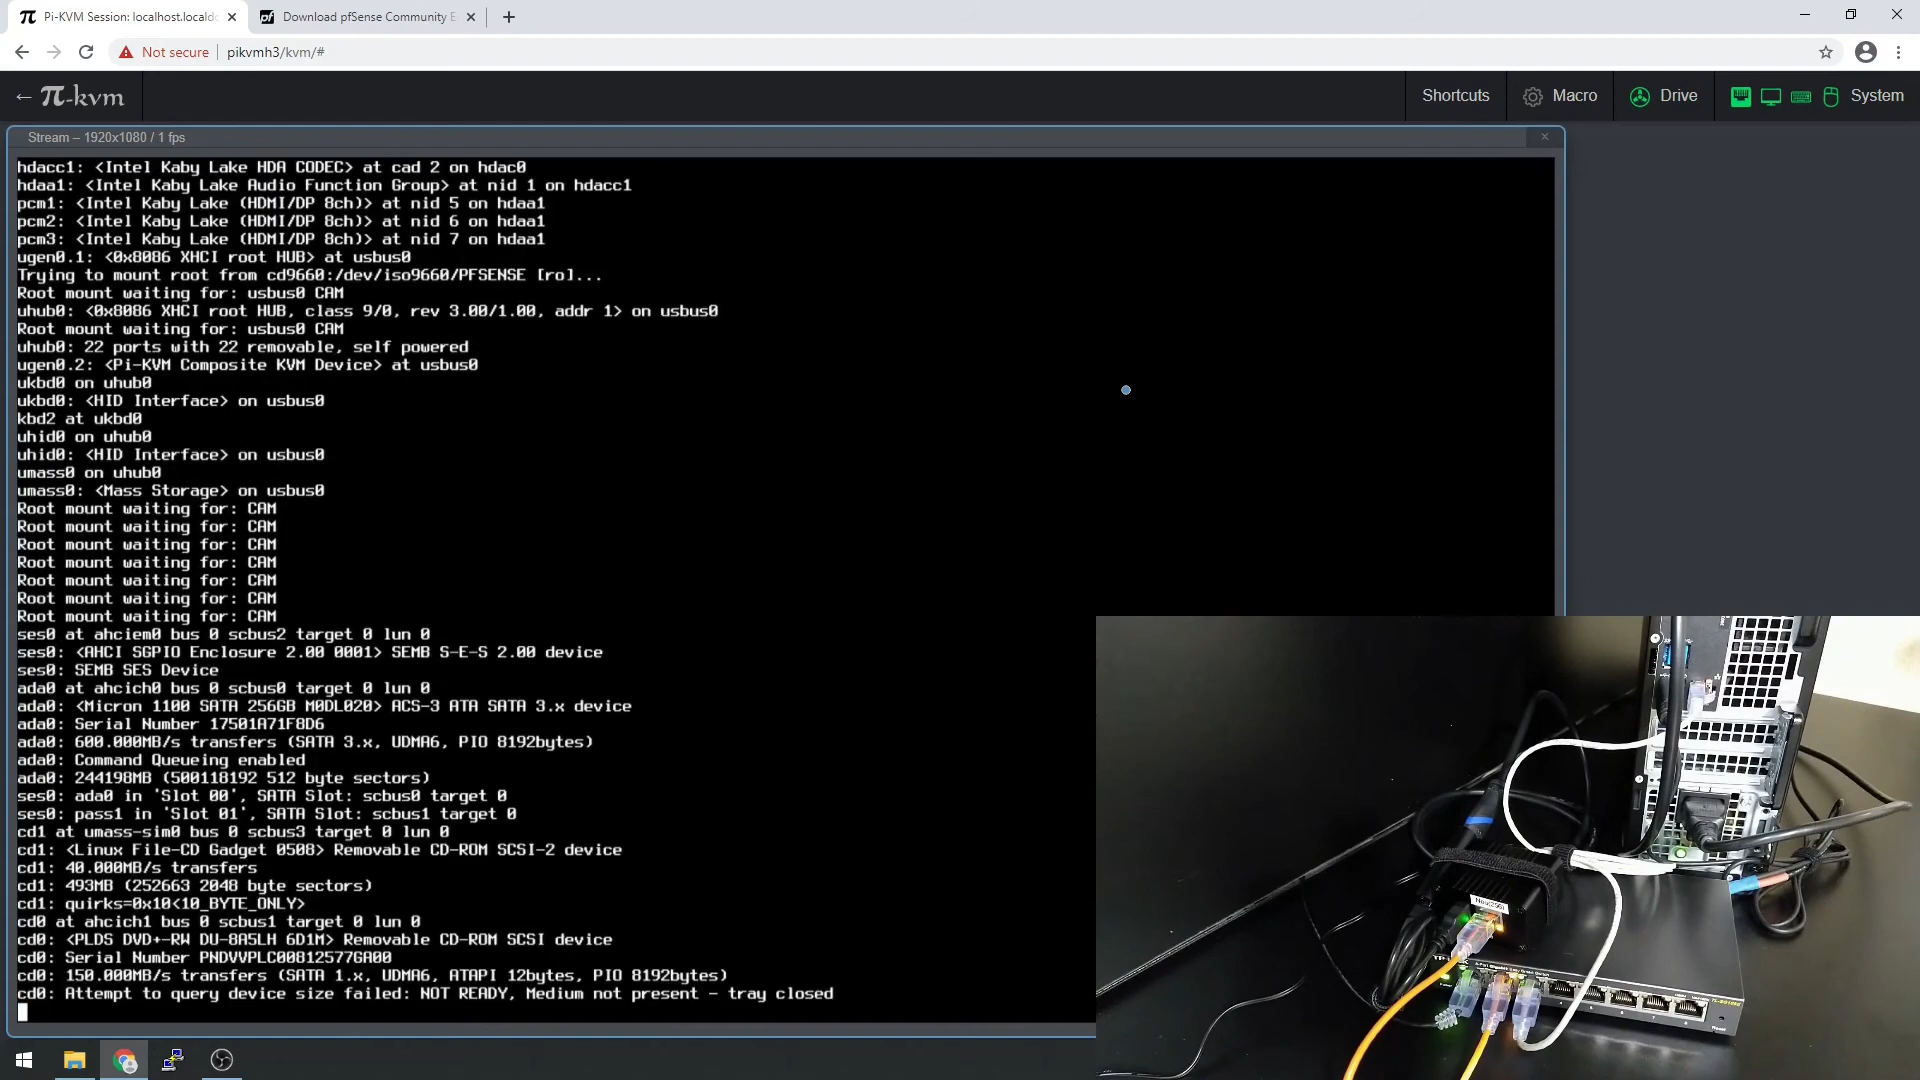 Pi-KVM Session: localhost.localdo
Download pfSense Community E
Not secure
pikvmh3/kvm/#
← π-kvm
Shortcuts
Macro
Drive
System
Stream – 1920x1080 / 1 fps
hdacc1: <Intel Kaby Lake HDA CODEC> at cad 2 on hdac0
hdaa1: <Intel Kaby Lake Audio Function Group> at nid 1 on hdacc1
pcm1: <Intel Kaby Lake (HDMI/DP 8ch)> at nid 5 on hdaa1
pcm2: <Intel Kaby Lake (HDMI/DP 8ch)> at nid 6 on hdaa1
pcm3: <Intel Kaby Lake (HDMI/DP 8ch)> at nid 7 on hdaa1
ugen0.1: <0x8086 XHCI root HUB> at usbus0
Trying to mount root from cd9660:/dev/iso9660/PFSENSE [ro]...
Root mount waiting for: usbus0 CAM
uhub0: <0x8086 XHCI root HUB, class 9/0, rev 3.00/1.00, addr 1> on usbus0
Root mount waiting for: usbus0 CAM
uhub0: 22 ports with 22 removable, self powered
ugen0.2: <Pi-KVM Composite KVM Device> at usbus0
ukbd0 on uhub0
ukbd0: <HID Interface> on usbus0
kbd2 at ukbd0
uhid0 on uhub0
uhid0: <HID Interface> on usbus0
umass0 on uhub0
umass0: <Mass Storage> on usbus0
Root mount waiting for: CAM
Root mount waiting for: CAM
Root mount waiting for: CAM
Root mount waiting for: CAM
Root mount waiting for: CAM
Root mount waiting for: CAM
Root mount waiting for: CAM
ses0 at ahciem0 bus 0 scbus2 target 0 lun 0
ses0: <AHCI SGPIO Enclosure 2.00 0001> SEMB S-E-S 2.00 device
ses0: SEMB SES Device
ada0 at ahcich0 bus 0 scbus0 target 0 lun 0
ada0: <Micron 1100 SATA 256GB M0DL020> ACS-3 ATA SATA 3.x device
ada0: Serial Number 17501A71F8D6
ada0: 600.000MB/s transfers (SATA 3.x, UDMA6, PIO 8192bytes)
ada0: Command Queueing enabled
ada0: 244198MB (500118192 512 byte sectors)
ses0: ada0 in 'Slot 00', SATA Slot: scbus0 target 0
ses0: pass1 in 'Slot 01', SATA Slot: scbus1 target 0
cd1 at umass-sim0 bus 0 scbus3 target 0 lun 0
cd1: <Linux File-CD Gadget 0508> Removable CD-ROM SCSI-2 device
cd1: 40.000MB/s transfers
cd1: 493MB (252663 2048 byte sectors)
cd1: quirks=0x10<10_BYTE_ONLY>
cd0 at ahcich1 bus 0 scbus1 target 0 lun 0
cd0: <PLDS DVD+-RW DU-8A5LH 6D1M> Removable CD-ROM SCSI device
cd0: Serial Number PNDVVPLC00812577GA00
cd0: 150.000MB/s transfers (SATA 1.x, UDMA6, ATAPI 12bytes, PIO 8192bytes)
cd0: Attempt to query device size failed: NOT READY, Medium not present - tray closed